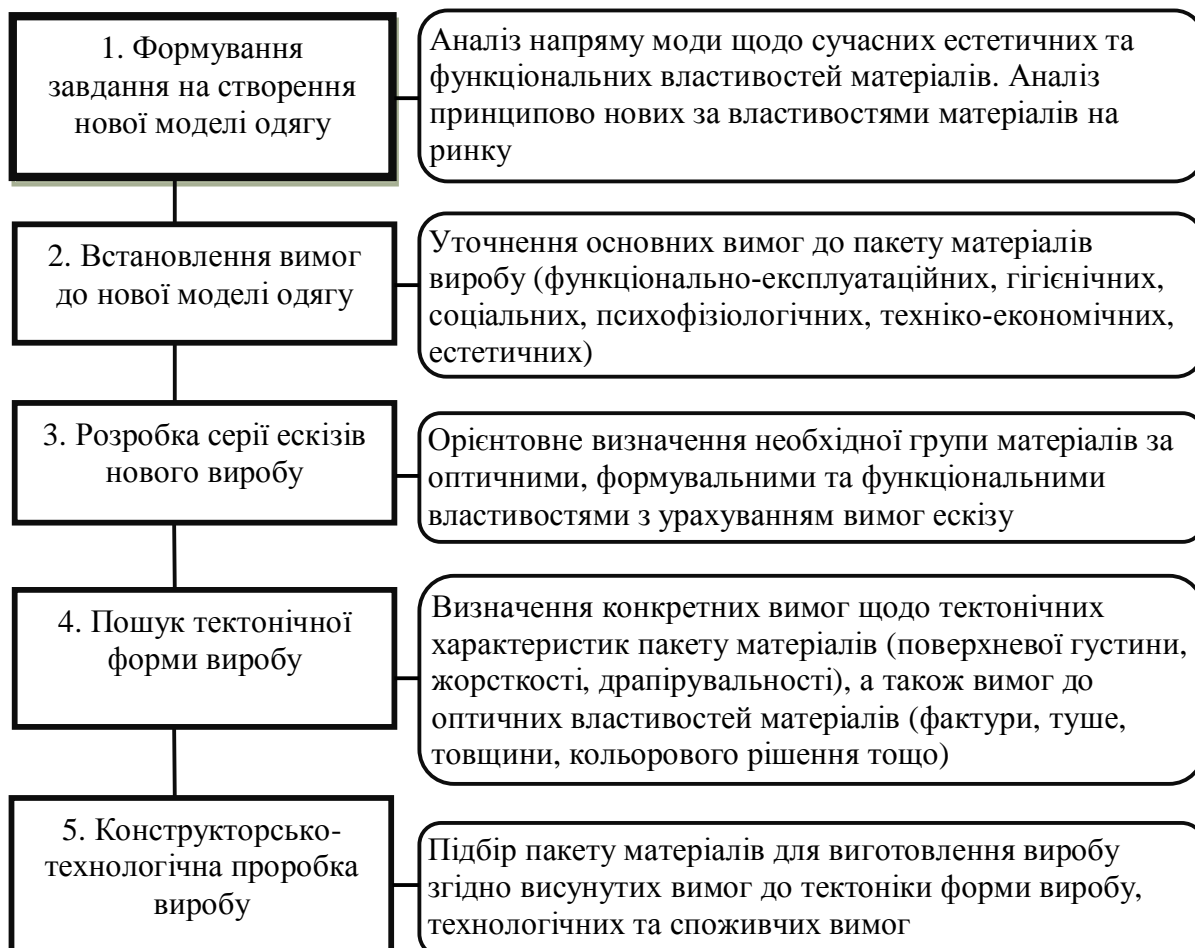 1. Формування
завдання на створення
нової моделі одягу
Аналіз напряму моди щодо сучасних естетичних та
функціональних властивостей матеріалів. Аналіз
принципово нових за властивостями матеріалів на
ринку
2. Встановлення вимог
до нової моделі одягу
Уточнення основних вимог до пакету матеріалів
виробу (функціонально-експлуатаційних, гігієнічних,
соціальних, психофізіологічних, техніко-економічних,
естетичних)
3. Розробка серії ескізів
нового виробу
Орієнтовне визначення необхідної групи матеріалів за
оптичними, формувальними та функціональними
властивостями з урахуванням вимог ескізу
4. Пошук тектонічної
форми виробу
Визначення конкретних вимог щодо тектонічних
характеристик пакету матеріалів (поверхневої густини,
жорсткості, драпірувальності), а також вимог до
оптичних властивостей матеріалів (фактури, туше,
товщини, кольорового рішення тощо)
5. Конструкторсько-
технологічна проробка
виробу
Підбір пакету матеріалів для виготовлення виробу
згідно висунутих вимог до тектоніки форми виробу,
технологічних та споживчих вимог